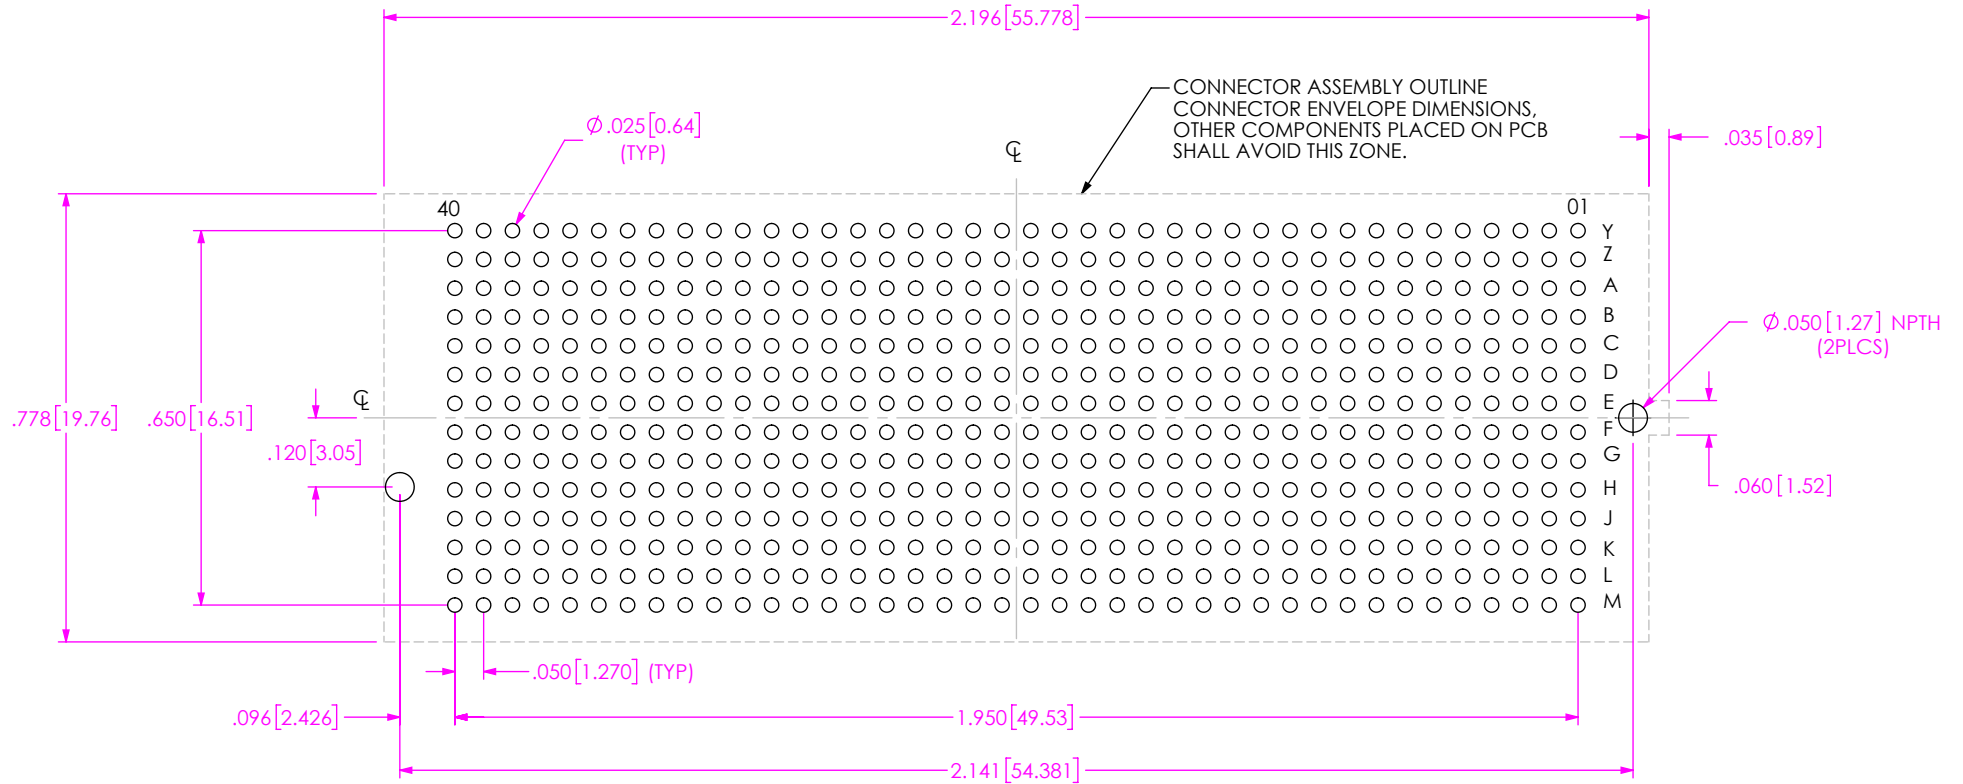 2.196[55.778]
CONNECTOR ASSEMBLY OUTLINE
CONNECTOR ENVELOPE DIMENSIONS,
OTHER COMPONENTS PLACED ON PCB
SHALL AVOID THIS ZONE.
Ø.025[0.64]
(TYP)
.035[0.89]
℄
40
01
Y
Z
A
B
C
D
E
F
G
H
J
K
L
M
Ø.050[1.27] NPTH
(2PLCS)
℄
.778[19.76]
.650[16.51]
.120[3.05]
.060[1.52]
.050[1.270] (TYP)
.096[2.426]
1.950[49.53]
2.141[54.381]